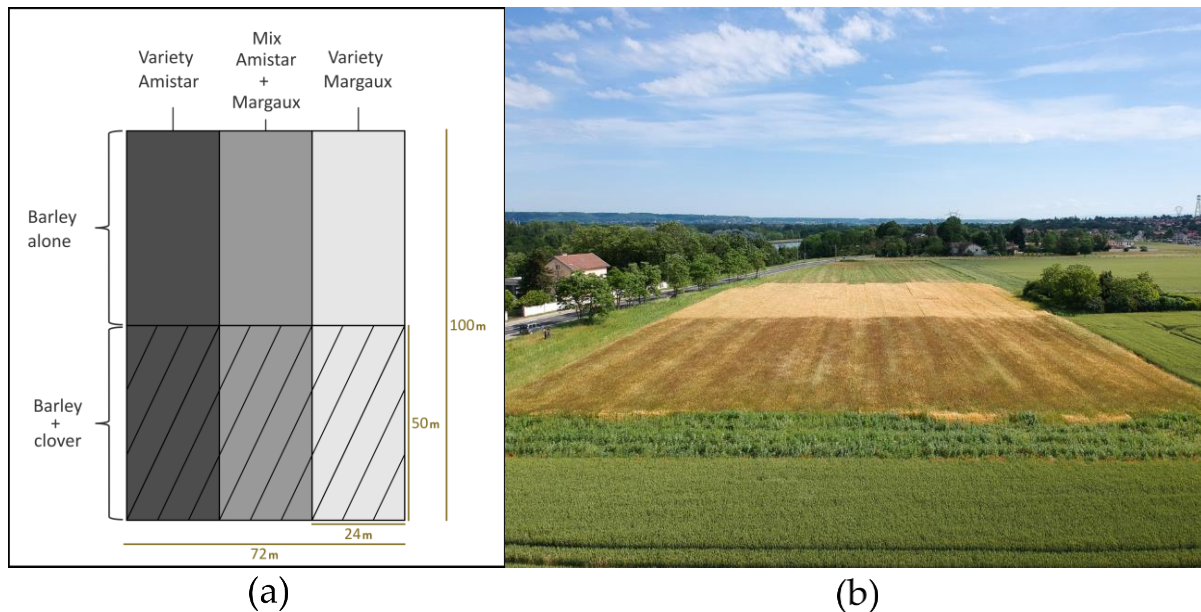 Variety
Amistar
Mix
Amistar
+
Margaux
Variety
Margaux
Barley
alone
Barley
+
clover
100m
50m
24m
72m
(a)
(b)